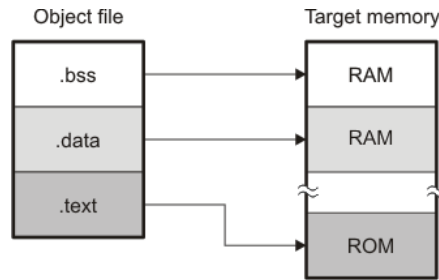 Object file
Target memory
.bss
RAM
.data
RAM
.text
ROM